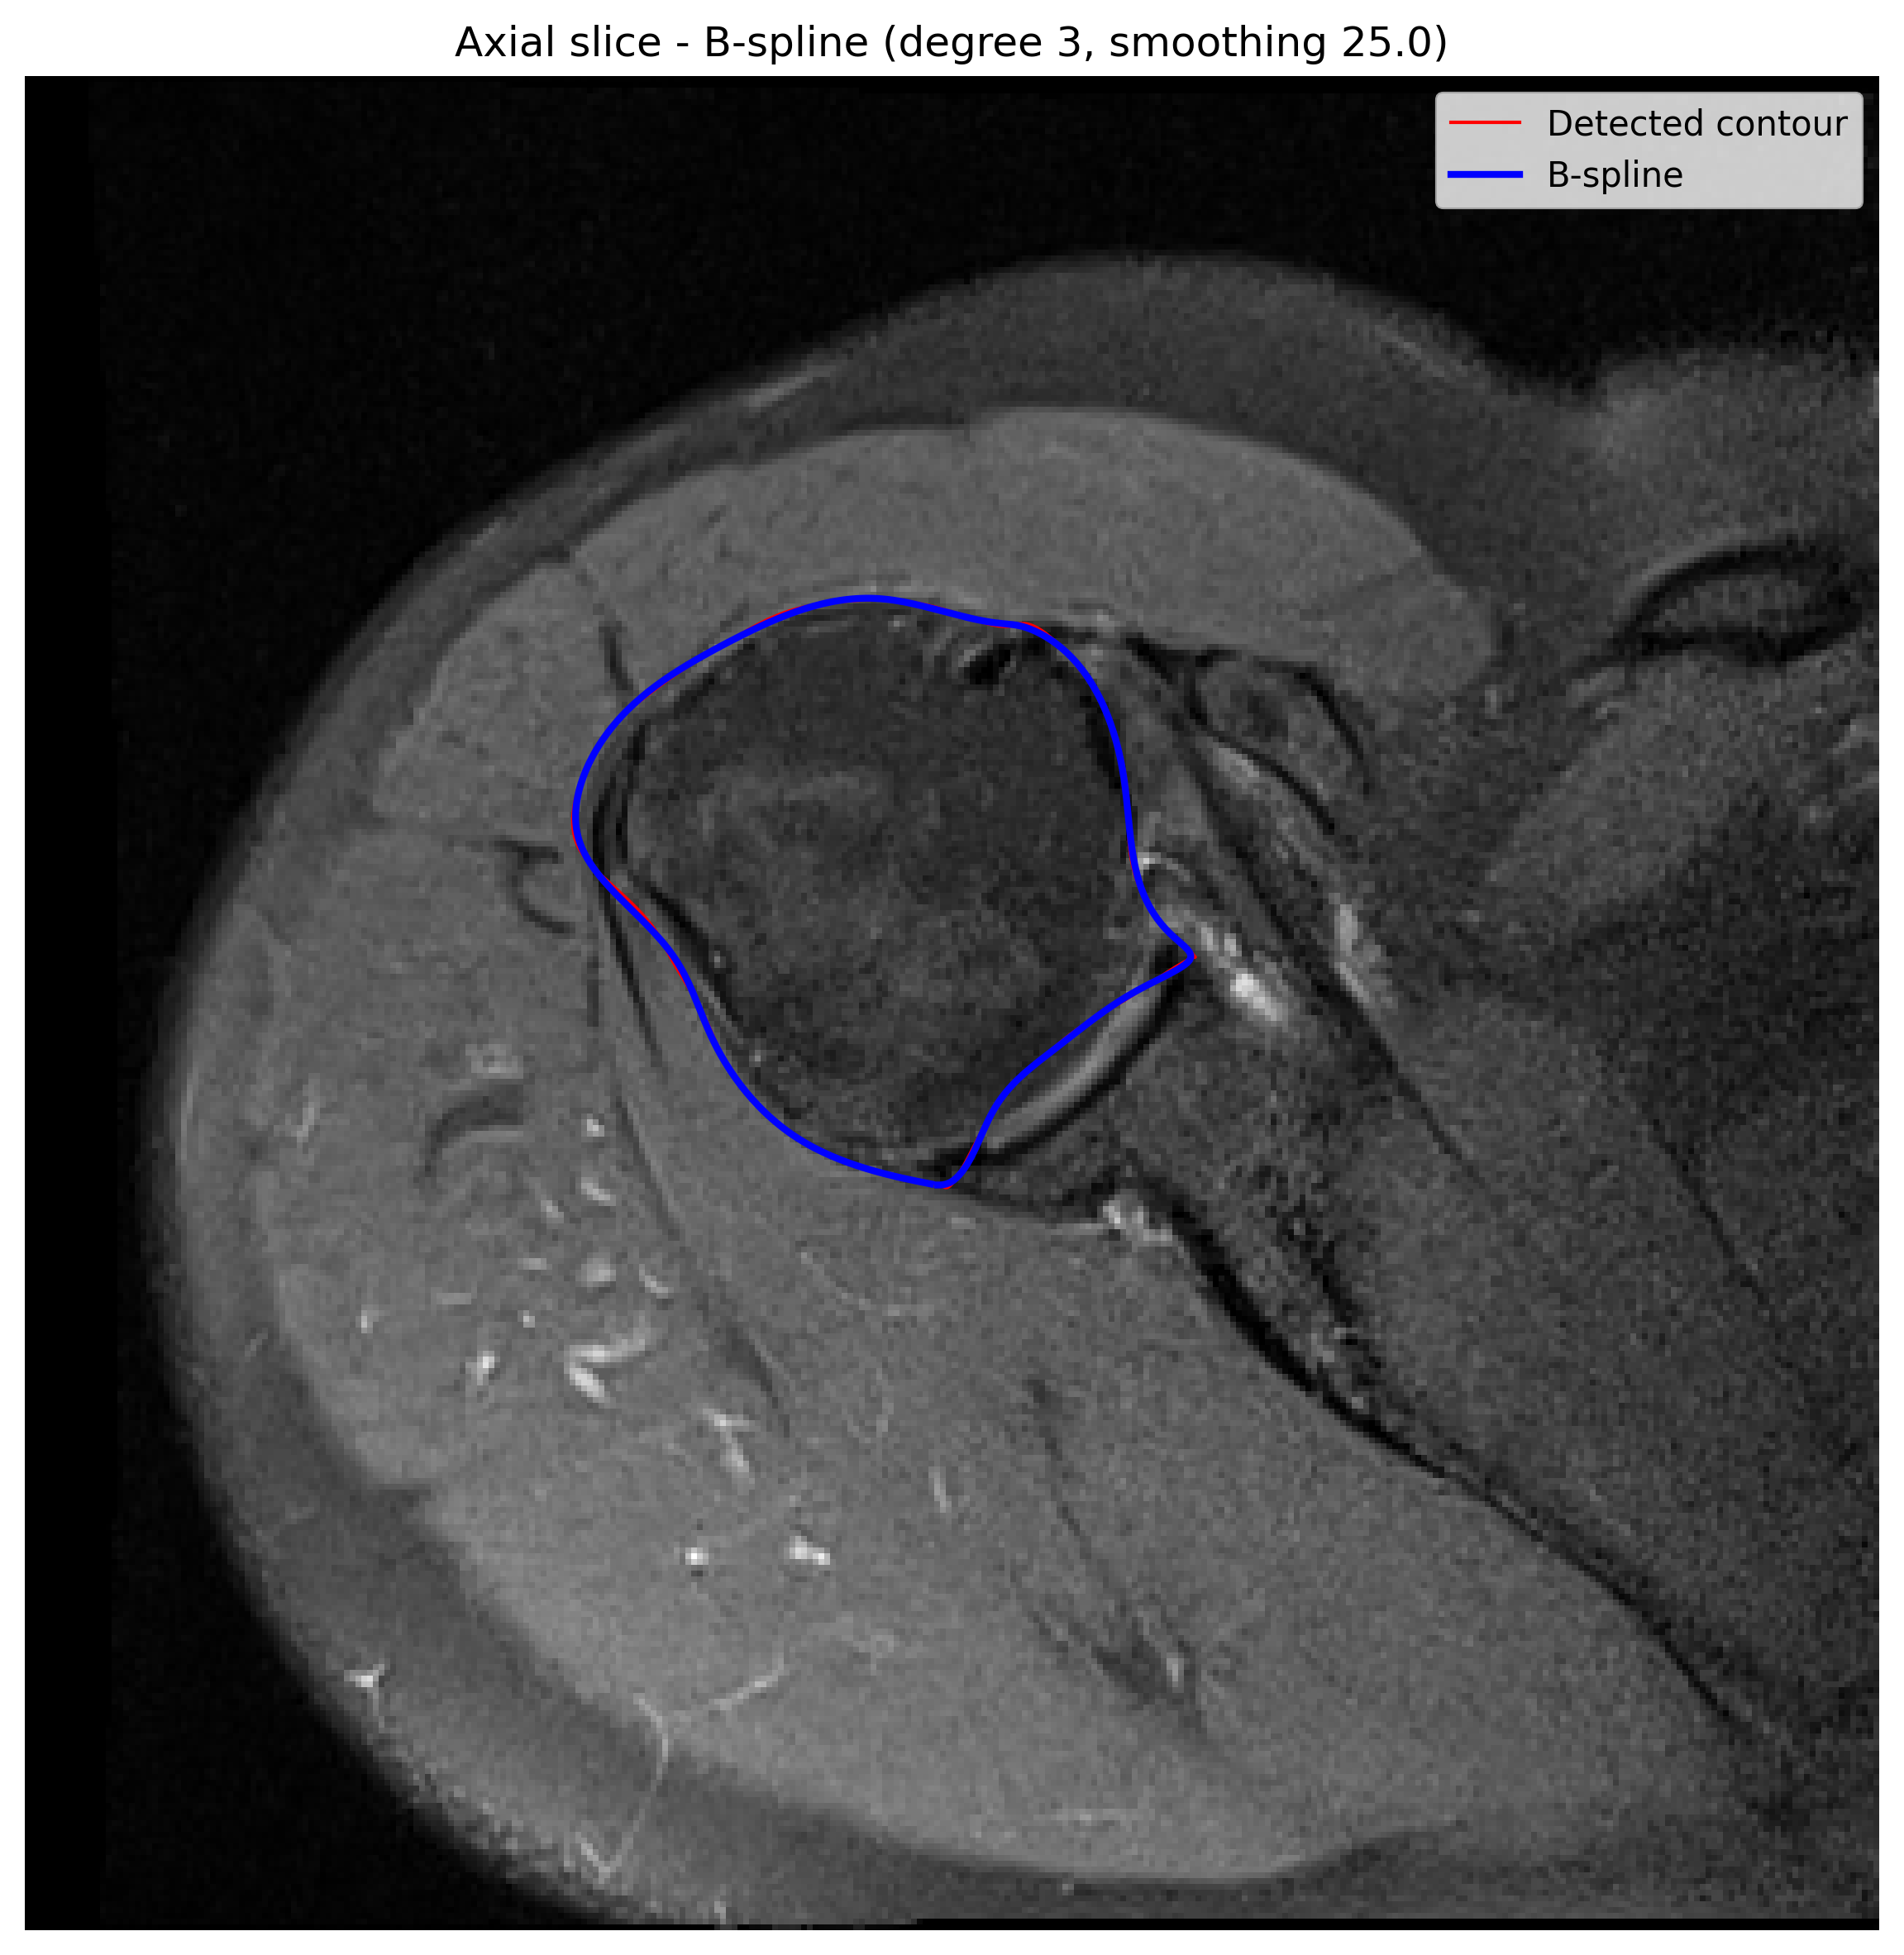 Axial slice - B-spline (degree 3, smoothing 25.0)
Detected contour
B-spline